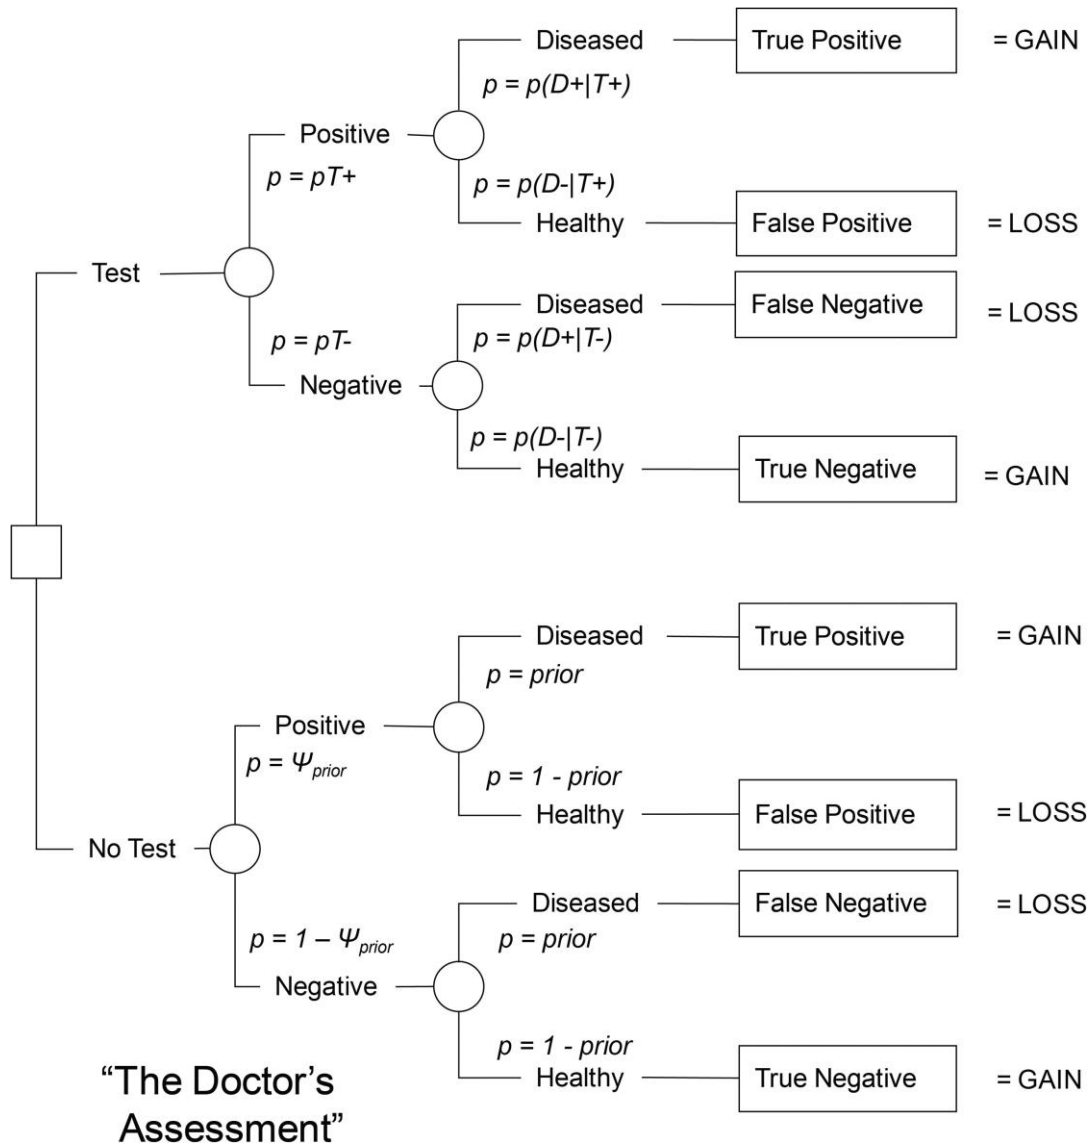 Diseased True Positive = GAIN
p = p(D+|T+)
Positive
p = pT+
p = p(D-|T+)
Healthy False Positive = LOSS
Test
Diseased False Negative = LOSS
p = pT-
p = p(D+|T-)
Negative
p = p(D-|T-)
Healthy True Negative = GAIN
Diseased True Positive = GAIN
p = prior
Positive
p = Ψprior
p = 1 - prior
Healthy False Positive = LOSS
No Test
Diseased False Negative = LOSS
p = 1 – Ψprior
p = prior
Negative
p = 1 - prior
Healthy True Negative = GAIN
“The Doctor’s
Assessment”